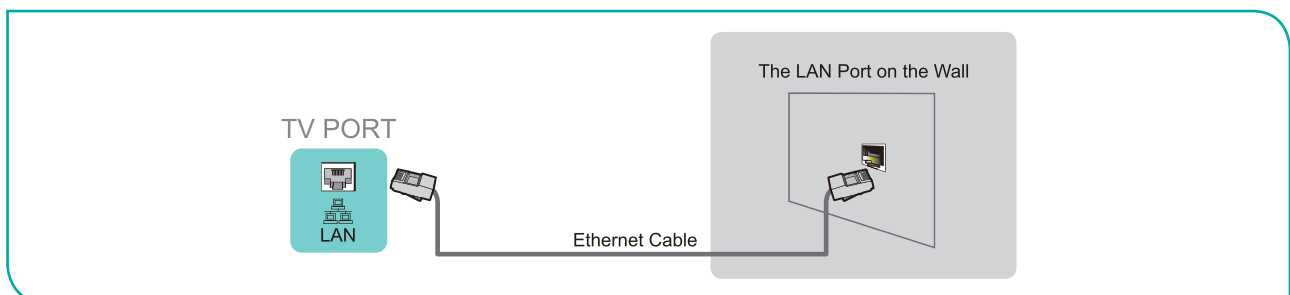 The LAN Port on the Wall
TV PORT
LAN
Ethernet Cable